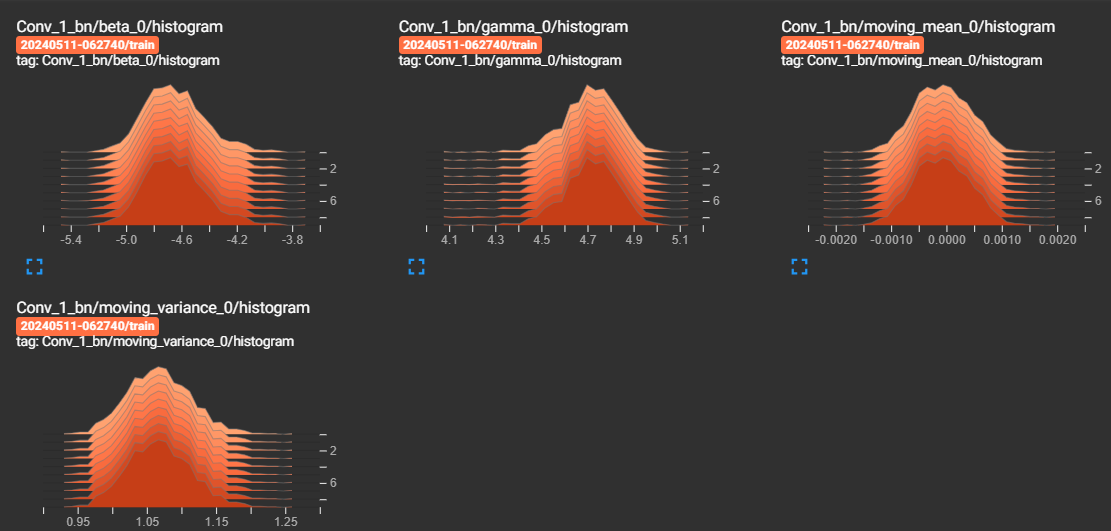 Conv_1_bn/beta_0/histogram
20240511-062740/train
tag: Conv_1_bn/beta_0/histogram
2
6
-5.4 -5.0 -4.6 -4.2 -3.8
Conv_1_bn/gamma_0/histogram
20240511-062740/train
tag: Conv_1_bn/gamma_0/histogram
2
6
4.1 4.3 4.5 4.7 4.9 5.1
Conv_1_bn/moving_mean_0/histogram
20240511-062740/train
tag: Conv_1_bn/moving_mean_0/histogram
2
6
-0.0020 -0.0010 0.0000 0.0010 0.0020
Conv_1_bn/moving_variance_0/histogram
20240511-062740/train
tag: Conv_1_bn/moving_variance_0/histogram
2
6
0.95 1.05 1.15 1.25